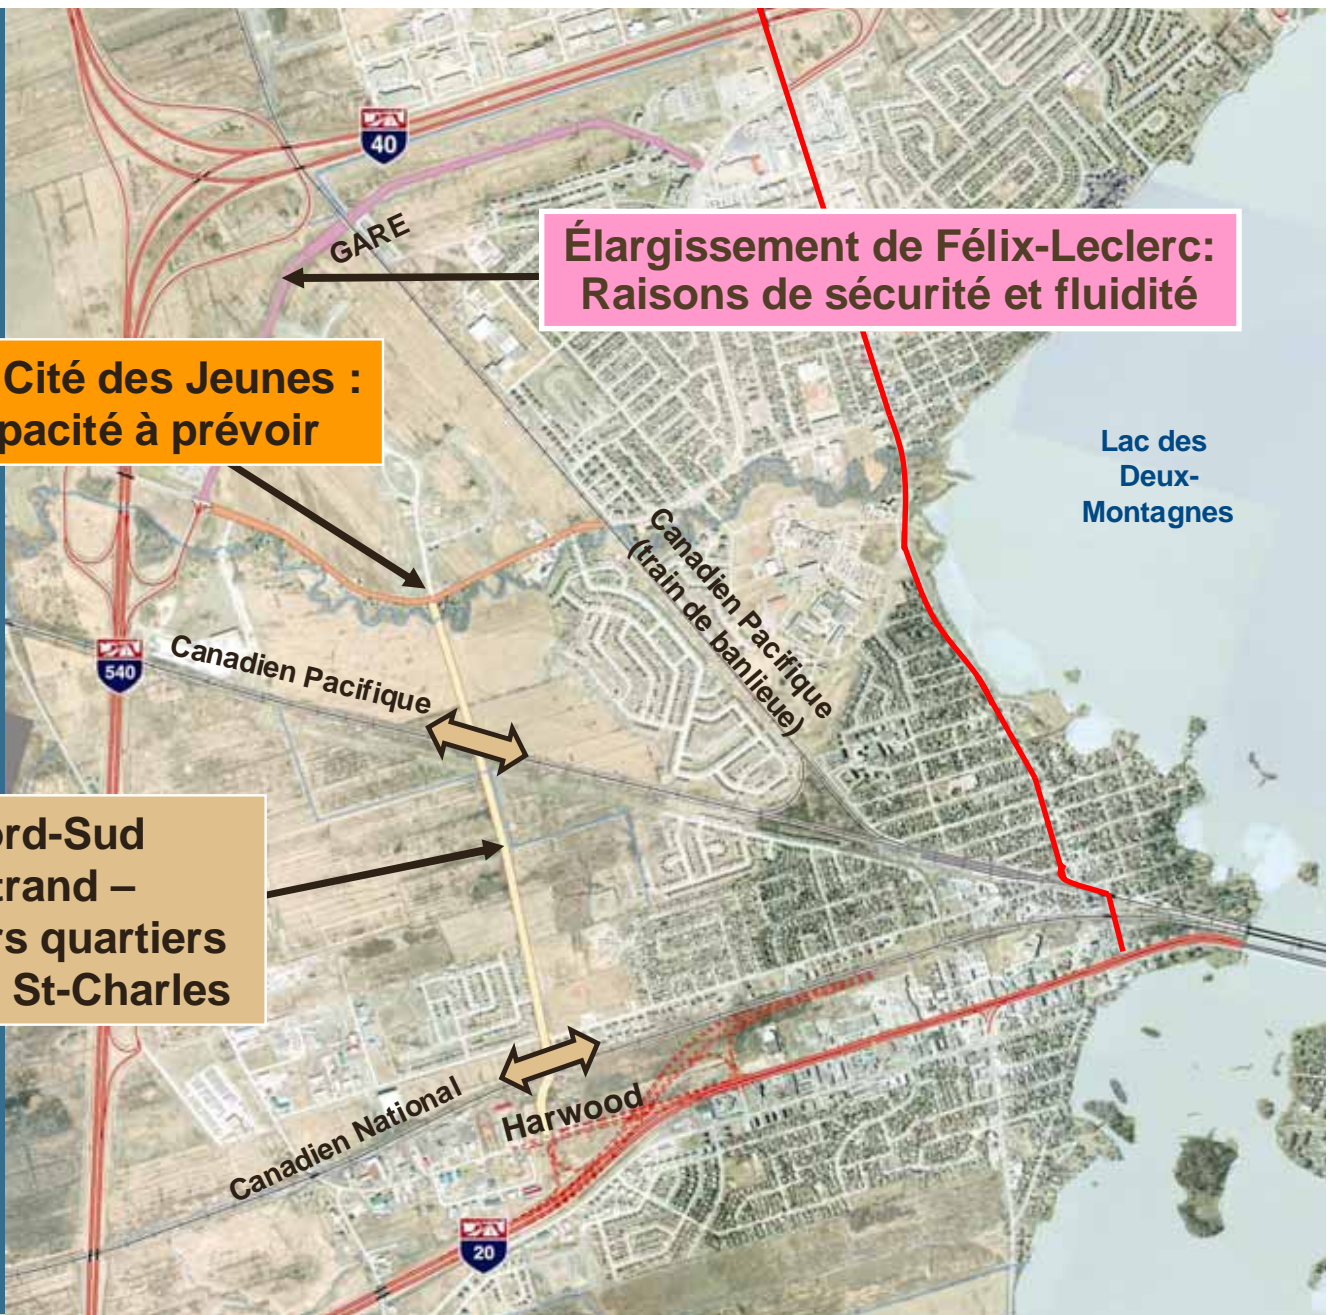 40
GARE
Élargissement de Félix-Leclerc:
Raisons de sécurité et fluidité
Cité des Jeunes :
pacité à prévoir
Lac des
Deux-
Montagnes
Canadien Pacifique
(train de banlieue)
540
Canadien Pacifique
ord-Sud
trand –
rs quartiers
St-Charles
Canadien National
Harwood
20